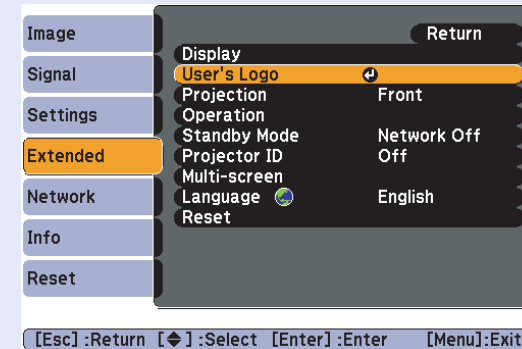 Image
Signal
Settings
Extended
Network
Info
Reset
Return
Display
User's Logo
Projection Front
Operation
Standby Mode Network Off
Projector ID Off
Multi-screen
Language English
Reset
[Esc] :Return [◆] :Select [Enter] :Enter [Menu]:Exit